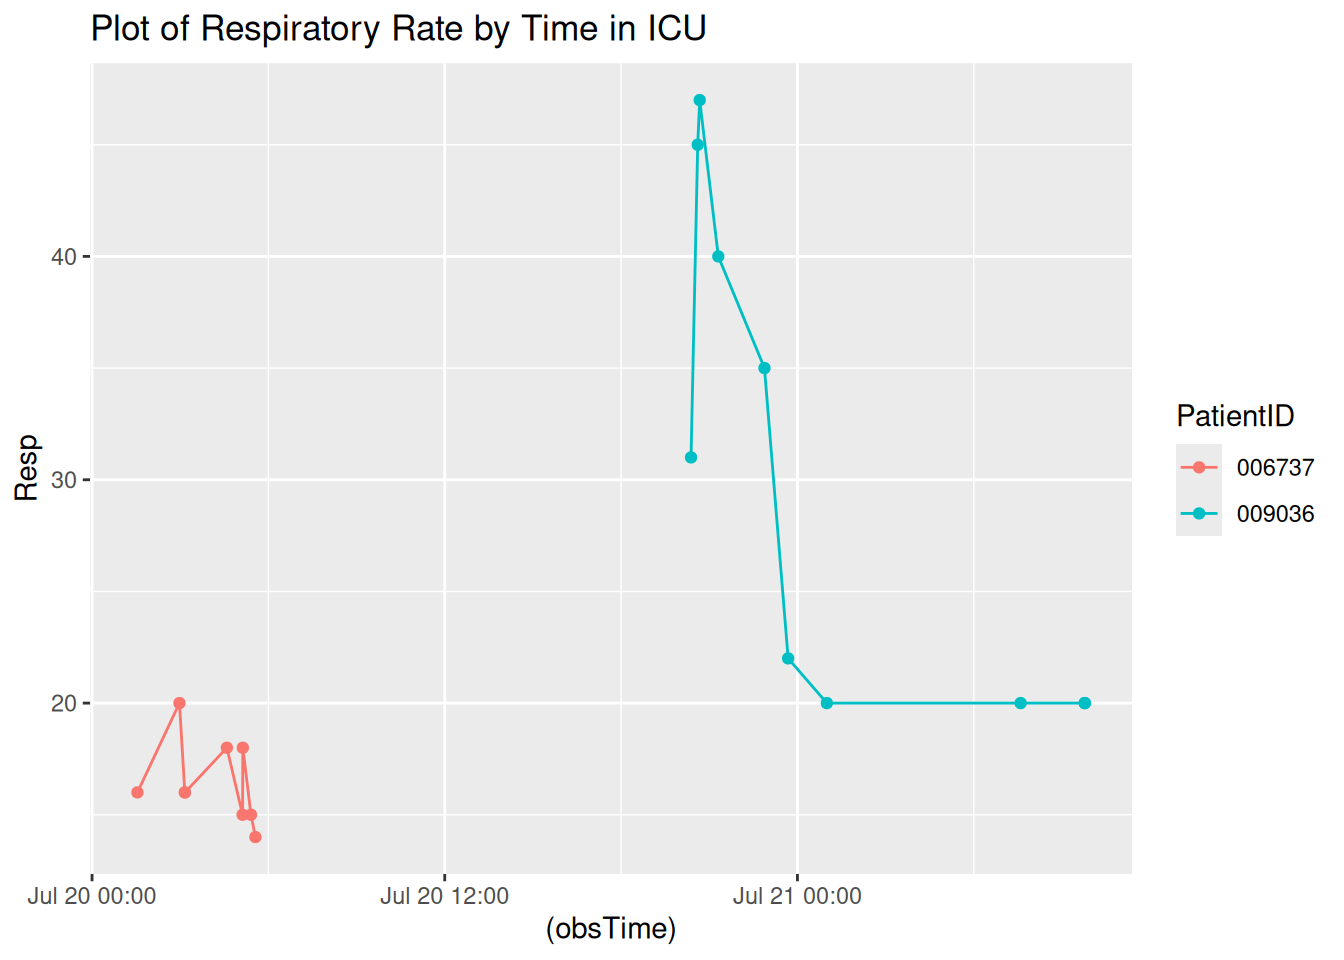 Plot of Respiratory Rate by Time in ICU
Resp
40
30
20
Jul 20 00:00
Jul 20 12:00
Jul 21 00:00
(obsTime)
PatientID
006737
009036